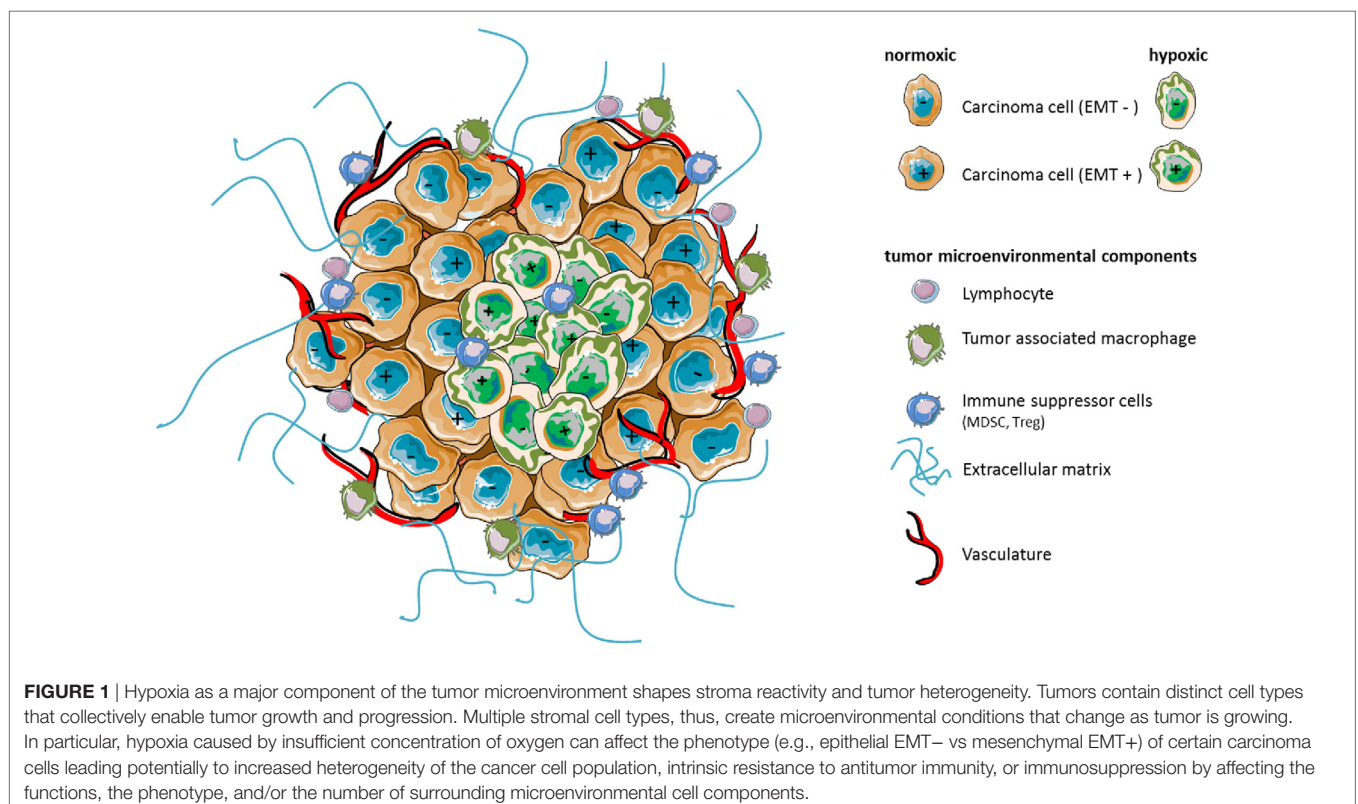 normoxic hypoxic
Carcinoma cell (EMT - )
Carcinoma cell (EMT + )
tumor microenvironmental components
Lymphocyte
Tumor associated macrophage
Immune suppressor cells
(MDSC, Treg)
Extracellular matrix
Vasculature
FIGURE 1 | Hypoxia as a major component of the tumor microenvironment shapes stroma reactivity and tumor heterogeneity. Tumors contain distinct cell types
that collectively enable tumor growth and progression. Multiple stromal cell types, thus, create microenvironmental conditions that change as tumor is growing.
In particular, hypoxia caused by insufficient concentration of oxygen can affect the phenotype (e.g., epithelial EMT− vs mesenchymal EMT+) of certain carcinoma
cells leading potentially to increased heterogeneity of the cancer cell population, intrinsic resistance to antitumor immunity, or immunosuppression by affecting the
functions, the phenotype, and/or the number of surrounding microenvironmental cell components.